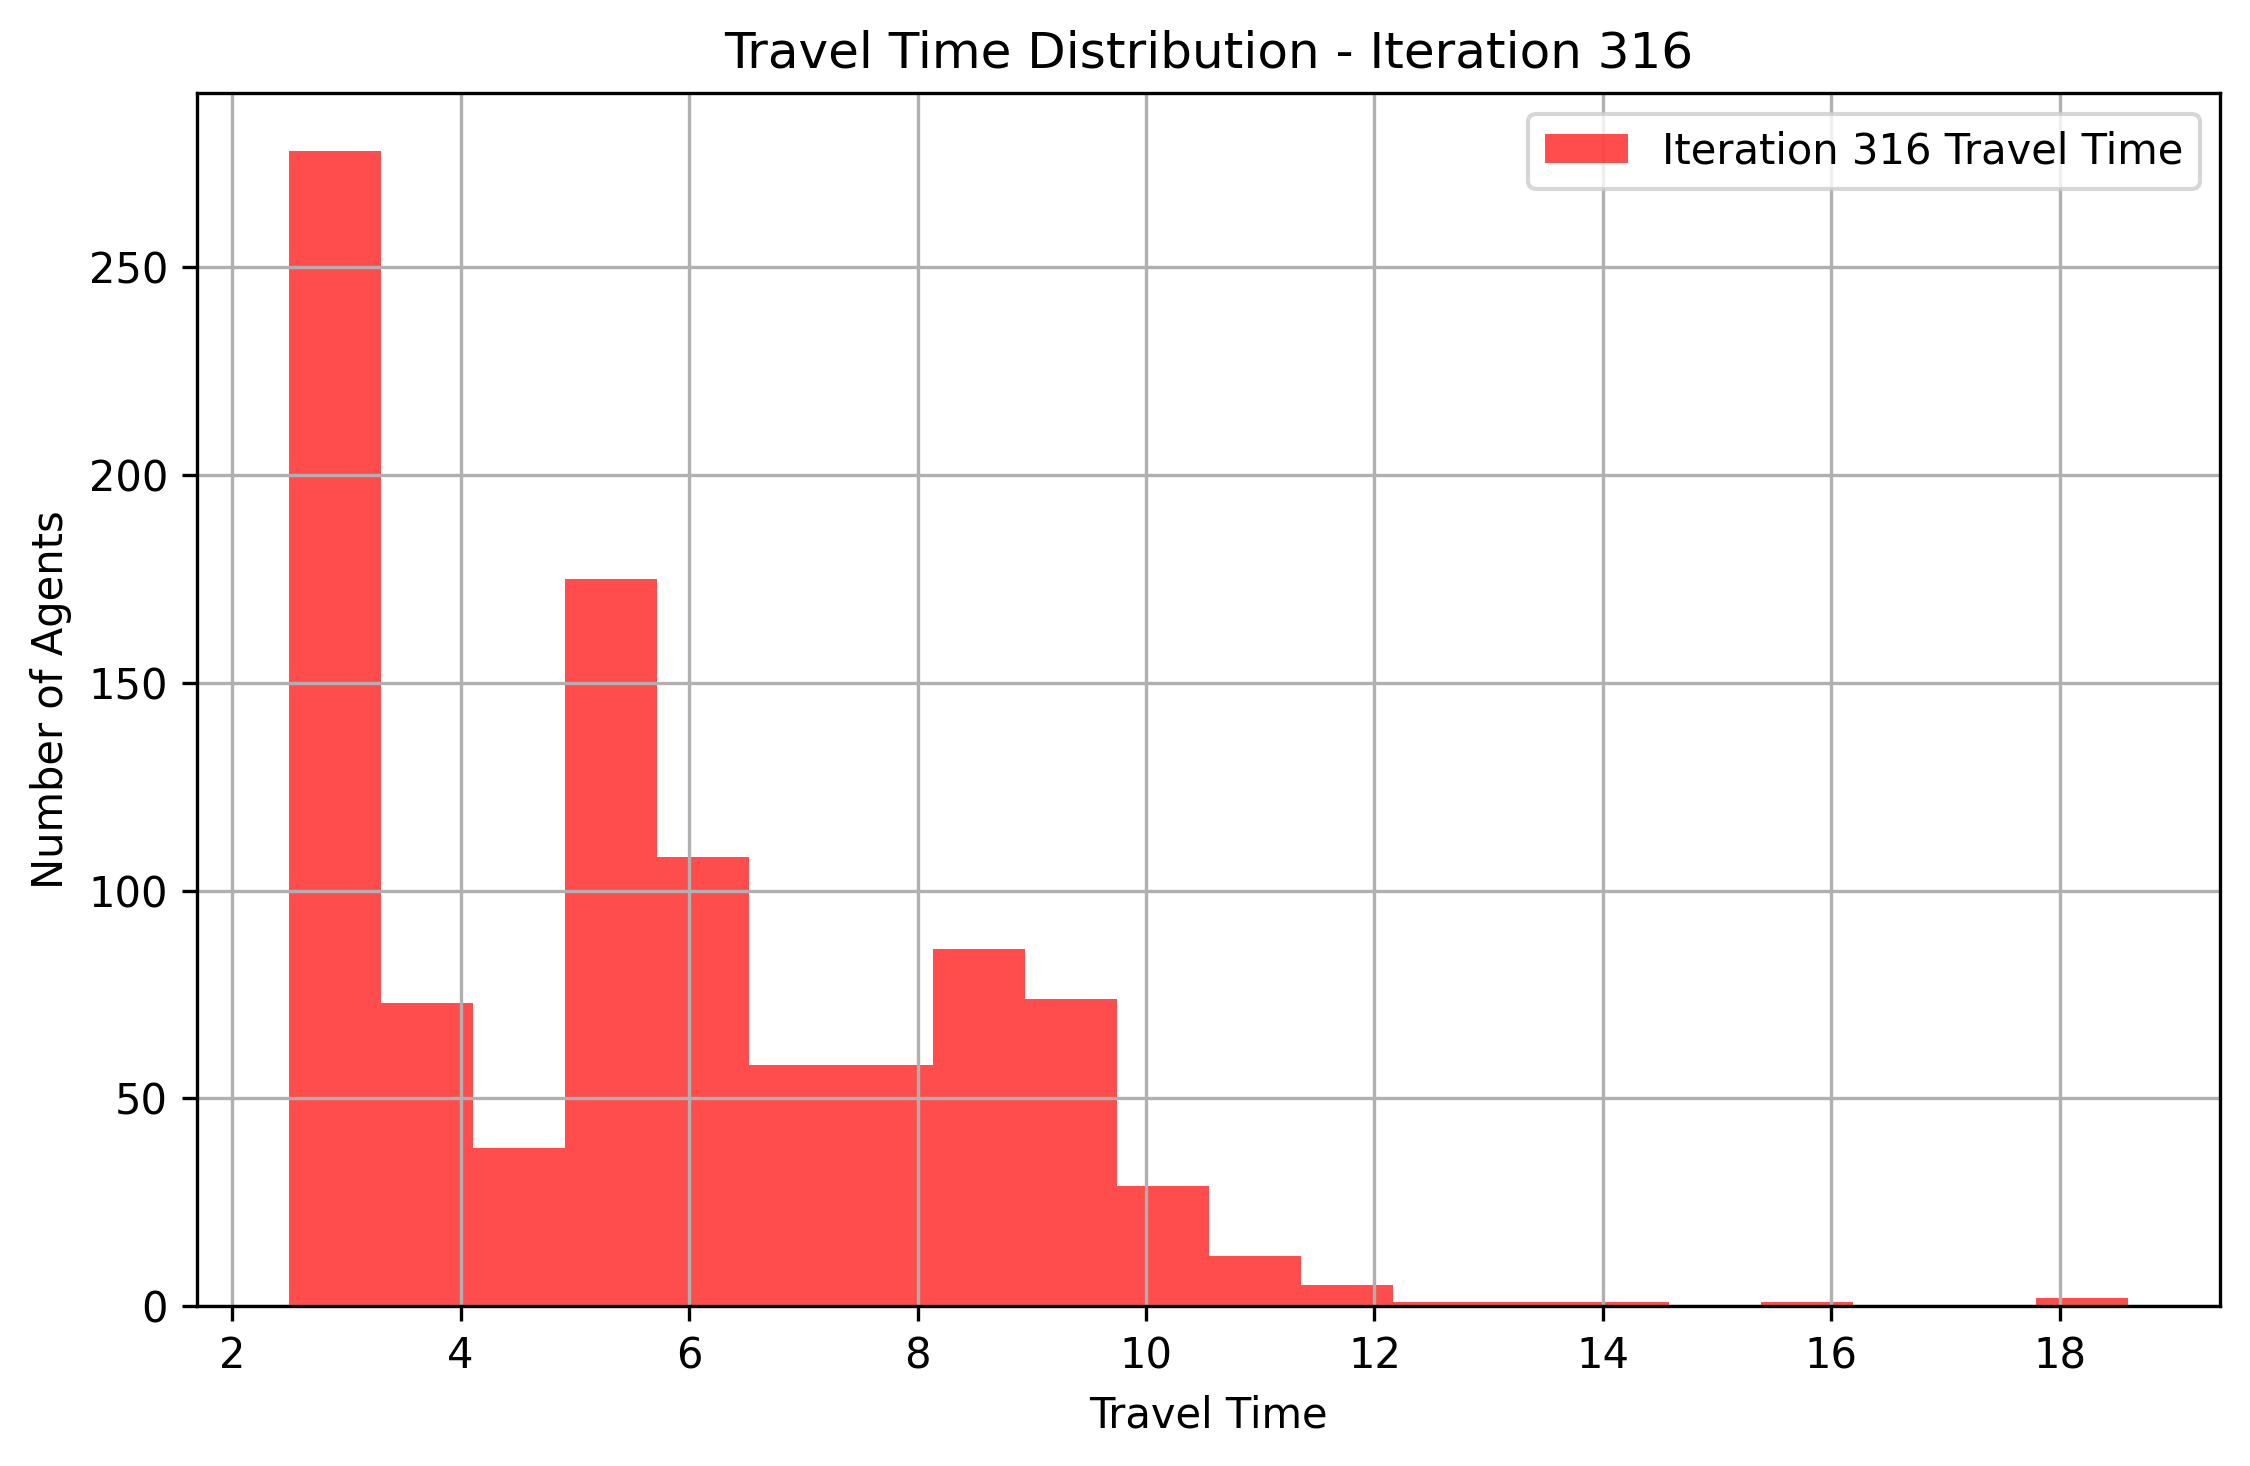 Travel Time Distribution - Iteration 316
Iteration 316 Travel Time
Number of Agents
250
200
150
100
50
0
2 4 6 8 10 12 14 16 18
Travel Time